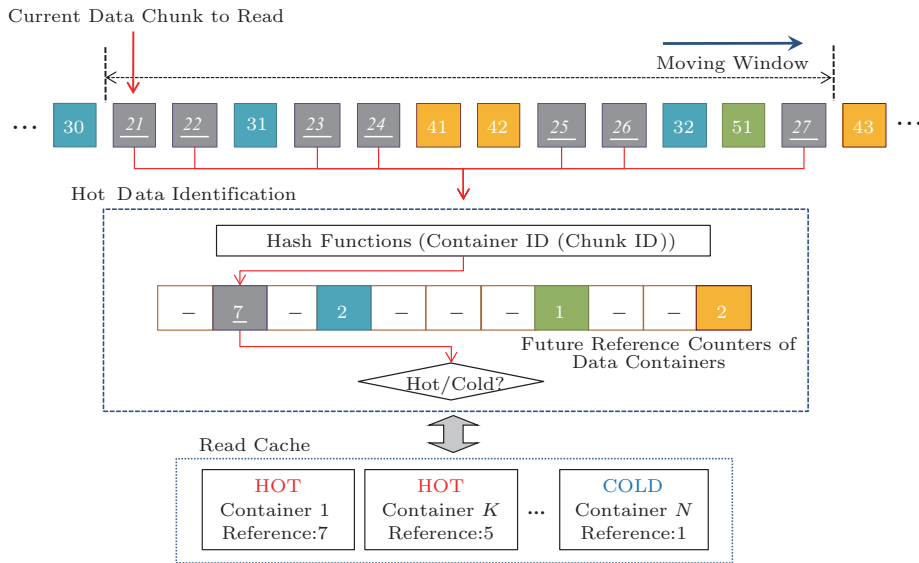 Current Data Chunk to Read
Moving Window
... 30 21 22 31 23 24 41 42 25 26 32 51 27 43 ...
Hot Data Identification
Hash Functions (Container ID (Chunk ID))
– 7 – 2 – – – 1 – – 2
Future Reference Counters of
Data Containers
Hot/Cold?
Read Cache
HOT HOT COLD
Container 1 Container K ... Container N
Reference:7 Reference:5 Reference:1